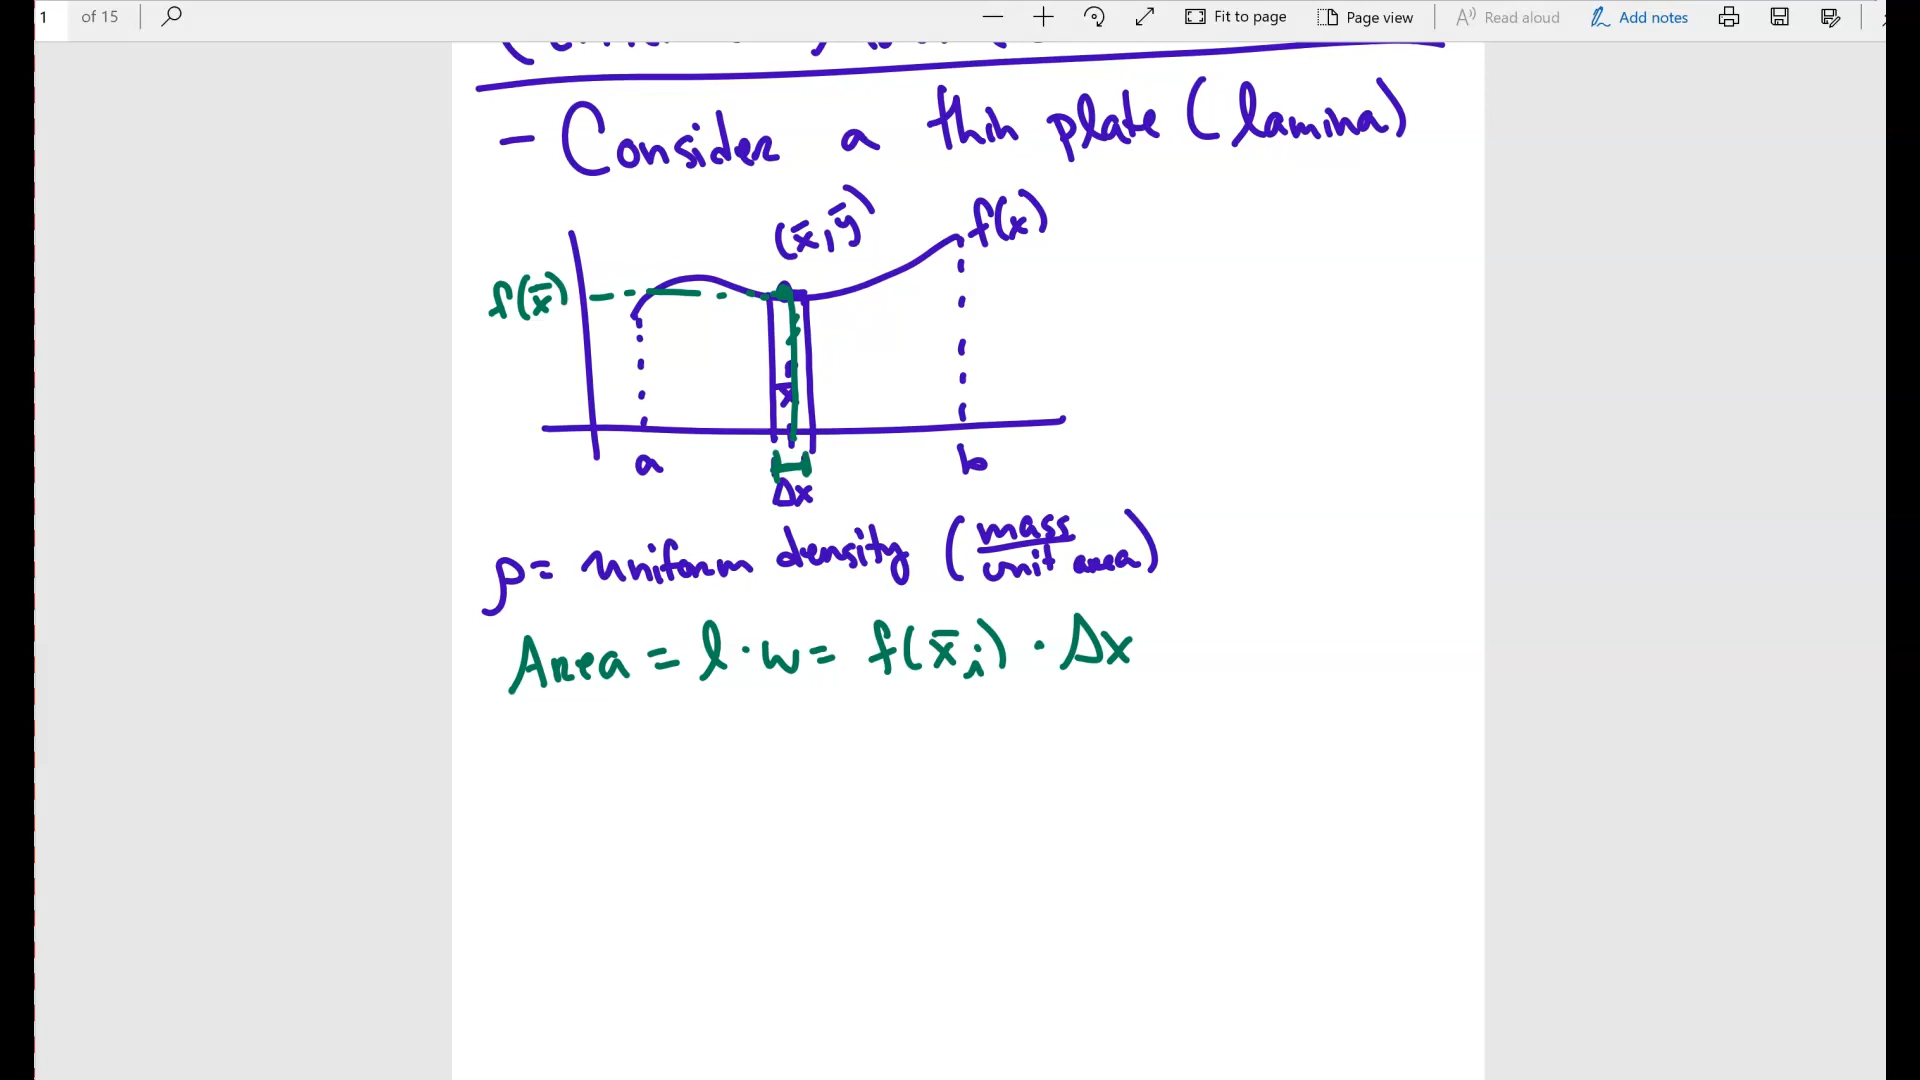 1 of 15 Fit to page Page view Read aloud Add notes
- Consider a thin plate (lamina)
(x̄, ȳ) f(x)
f(x̄)
x̄
a b
Δx
ρ = uniform density (mass / unit area)
Area = l · w = f(x̄ᵢ) · Δx